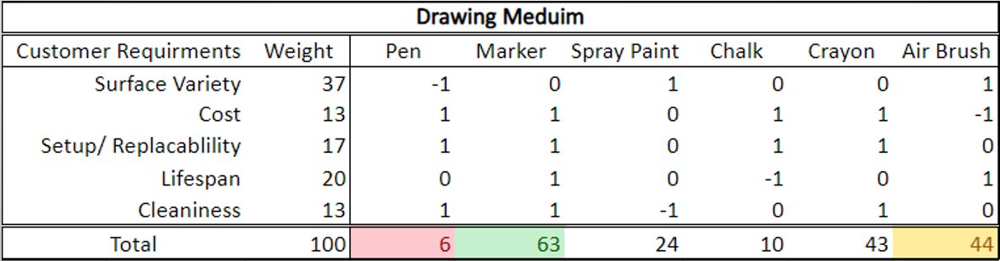 Drawing Meduim
Customer Requirments Weight Pen Marker Spray Paint Chalk Crayon Air Brush
Surface Variety 37 -1 0 1 0 0 1
Cost 13 1 1 0 1 1 -1
Setup/ Replacablility 17 1 1 0 1 1 0
Lifespan 20 0 1 0 -1 0 1
Cleaniness 13 1 1 -1 0 1 0
Total 100 6 63 24 10 43 44